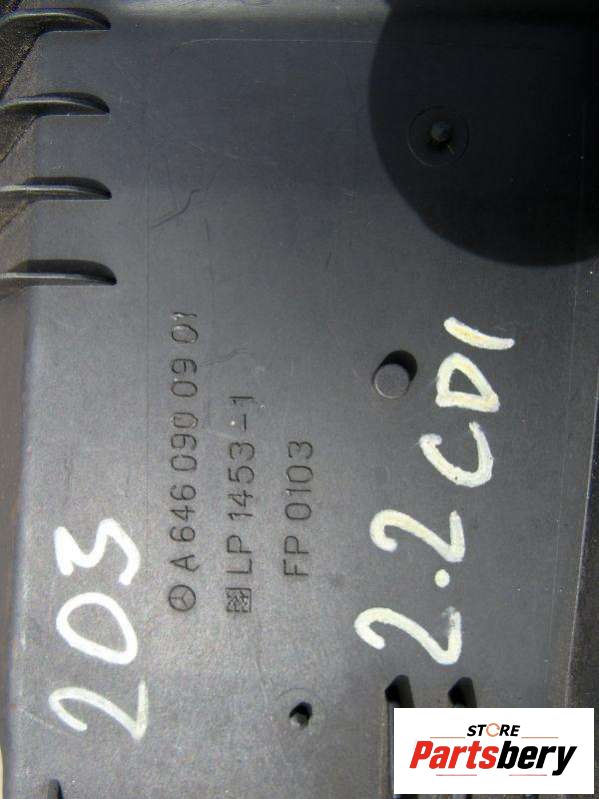 203
A 646 090 09 01
LP 1453-1
FP 0103
2.2 CDI
STORE
Partsbery